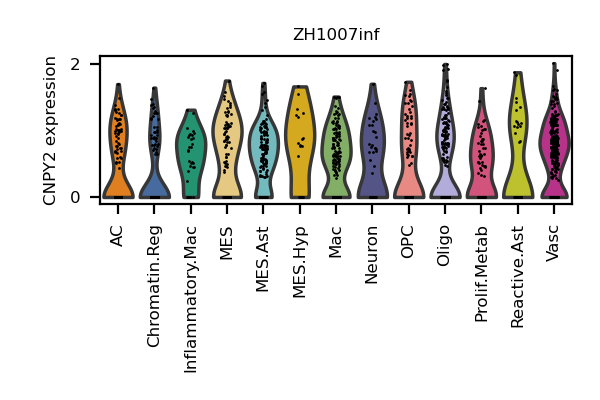 ZH1007inf
CNPY2 expression
2
0
AC
Chromatin.Reg
Inflammatory.Mac
MES
MES.Ast
MES.Hyp
Mac
Neuron
OPC
Oligo
Prolif.Metab
Reactive.Ast
Vasc